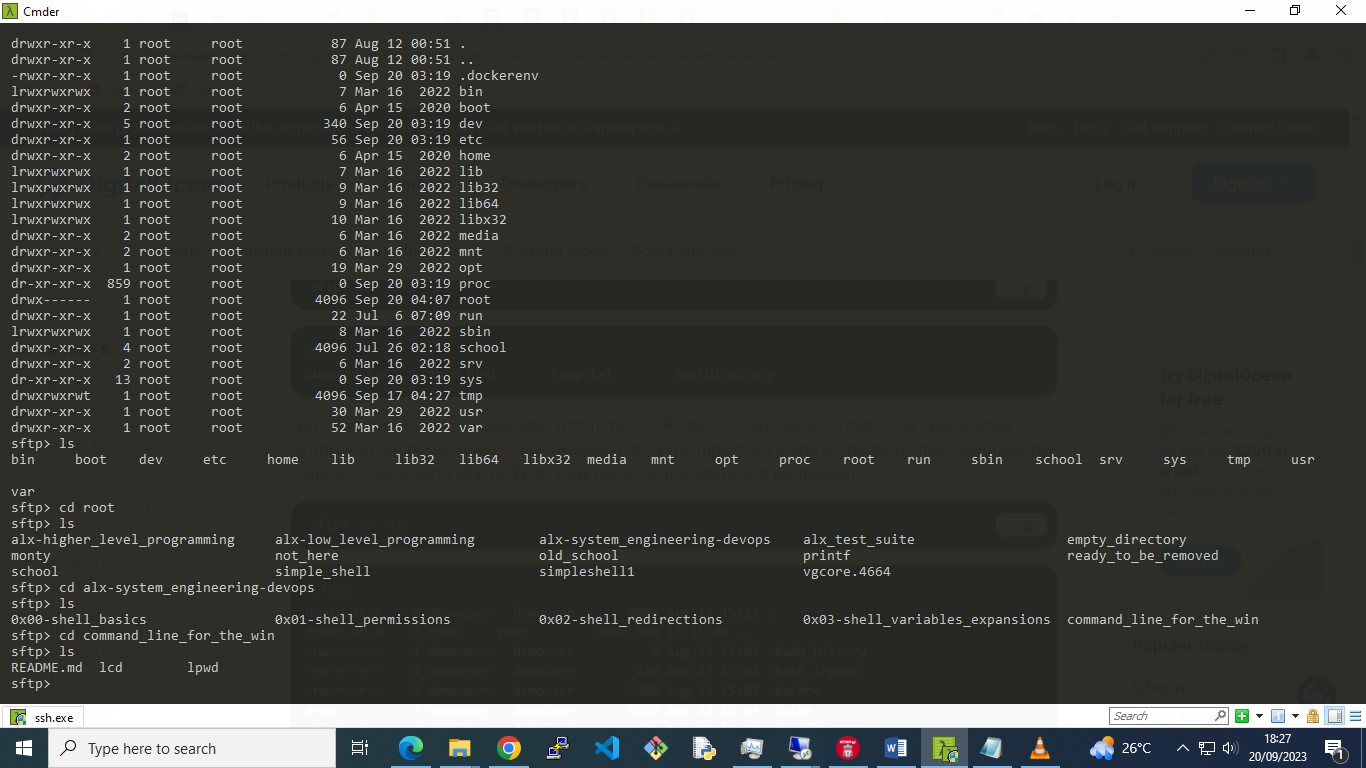 Cmder
drwxr-xr-x    1 root     root           87 Aug 12 00:51 .
drwxr-xr-x    1 root     root           87 Aug 12 00:51 ..
-rwxr-xr-x    1 root     root            0 Sep 20 03:19 .dockerenv
lrwxrwxrwx    1 root     root            7 Mar 16  2022 bin
drwxr-xr-x    2 root     root            6 Apr 15  2020 boot
drwxr-xr-x    5 root     root          340 Sep 20 03:19 dev
drwxr-xr-x    1 root     root           56 Sep 20 03:19 etc
drwxr-xr-x    2 root     root            6 Apr 15  2020 home
lrwxrwxrwx    1 root     root            7 Mar 16  2022 lib
lrwxrwxrwx    1 root     root            9 Mar 16  2022 lib32
lrwxrwxrwx    1 root     root            9 Mar 16  2022 lib64
lrwxrwxrwx    1 root     root           10 Mar 16  2022 libx32
drwxr-xr-x    2 root     root            6 Mar 16  2022 media
drwxr-xr-x    2 root     root            6 Mar 16  2022 mnt
drwxr-xr-x    1 root     root           19 Mar 29  2022 opt
dr-xr-xr-x  859 root     root            0 Sep 20 03:19 proc
drwx------    1 root     root         4096 Sep 20 04:07 root
drwxr-xr-x    1 root     root           22 Jul  6 07:09 run
lrwxrwxrwx    1 root     root            8 Mar 16  2022 sbin
drwxr-xr-x    4 root     root         4096 Jul 26 02:18 school
drwxr-xr-x    2 root     root            6 Mar 16  2022 srv
dr-xr-xr-x   13 root     root            0 Sep 20 03:19 sys
drwxrwxrwt    1 root     root         4096 Sep 17 04:27 tmp
drwxr-xr-x    1 root     root           30 Mar 29  2022 usr
drwxr-xr-x    1 root     root           52 Mar 16  2022 var
sftp> ls
bin     boot    dev     etc     home    lib     lib32   lib64   libx32  media   mnt     opt     proc    root    run     sbin    school  srv     sys     tmp     usr
var
sftp> cd root
sftp> ls
alx-higher_level_programming     alx-low_level_programming        alx-system_engineering-devops    alx_test_suite                   empty_directory
monty                            not_here                         old_school                       printf                           ready_to_be_removed
school                           simple_shell                     simpleshell1                     vgcore.4664
sftp> cd alx-system_engineering-devops
sftp> ls
0x00-shell_basics                0x01-shell_permissions           0x02-shell_redirections          0x03-shell_variables_expansions  command_line_for_the_win
sftp> cd command_line_for_the_win
sftp> ls
README.md  lcd        lpwd
sftp>
ssh.exe
Search
Type here to search
26°C
18:27
20/09/2023
1